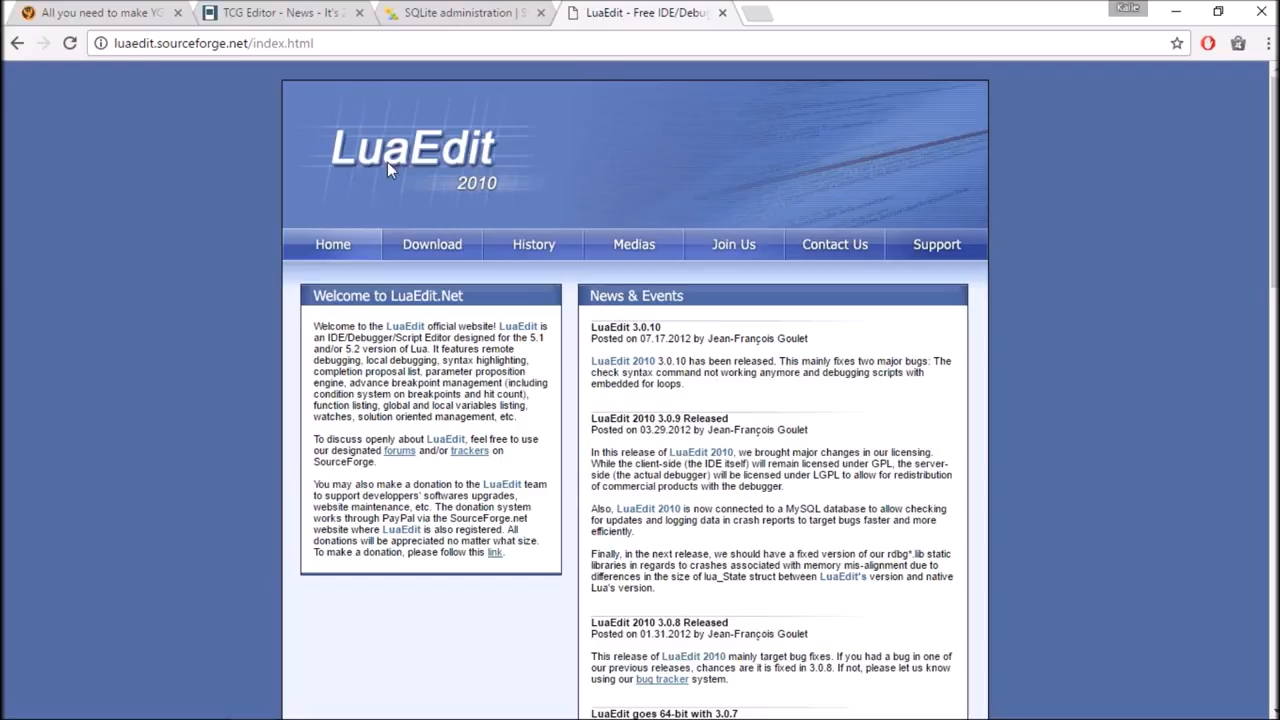 All you need to make YG
TCG Editor - News - It's 2
SQLite administration | S
LuaEdit - Free IDE/Debug
Kalle
luaedit.sourceforge.net/index.html
LuaEdit
2010
Home
Download
History
Medias
Join Us
Contact Us
Support
Welcome to LuaEdit.Net
Welcome to the LuaEdit official website! LuaEdit is
an IDE/Debugger/Script Editor designed for the 5.1
and/or 5.2 version of Lua. It features remote
debugging, local debugging, syntax highlighting,
completion proposal list, parameter proposition
engine, advance breakpoint management (including
condition system on breakpoints and hit count),
function listing, global and local variables listing,
watches, solution oriented management, etc.
To discuss openly about LuaEdit, feel free to use
our designated forums and/or trackers on
SourceForge.
You may also make a donation to the LuaEdit team
to support developpers' softwares upgrades,
website maintenance, etc. The donation system
works through PayPal via the SourceForge.net
website where LuaEdit is also registered. All
donations will be appreciated no matter what size.
To make a donation, please follow this link.
News & Events
LuaEdit 3.0.10
Posted on 07.17.2012 by Jean-François Goulet
LuaEdit 2010 3.0.10 has been released. This mainly fixes two major bugs: The
check syntax command not working anymore and debugging scripts with
embedded for loops.
LuaEdit 2010 3.0.9 Released
Posted on 03.29.2012 by Jean-François Goulet
In this release of LuaEdit 2010, we brought major changes in our licensing.
While the client-side (the IDE itself) will remain licensed under GPL, the server-
side (the actual debugger) will be licensed under LGPL to allow for redistribution
of commercial products with the debugger.
Also, LuaEdit 2010 is now connected to a MySQL database to allow checking
for updates and logging data in crash reports to target bugs faster and more
efficiently.
Finally, in the next release, we should have a fixed version of our rdbg*.lib static
libraries in regards to crashes associated with memory mis-alignment due to
differences in the size of lua_State struct between LuaEdit's version and native
Lua's version.
LuaEdit 2010 3.0.8 Released
Posted on 01.31.2012 by Jean-François Goulet
This release of LuaEdit 2010 mainly target bug fixes. If you had a bug in one of
our previous releases, chances are it is fixed in 3.0.8. If not, please let us know
using our bug tracker system.
LuaEdit goes 64-bit with 3.0.7